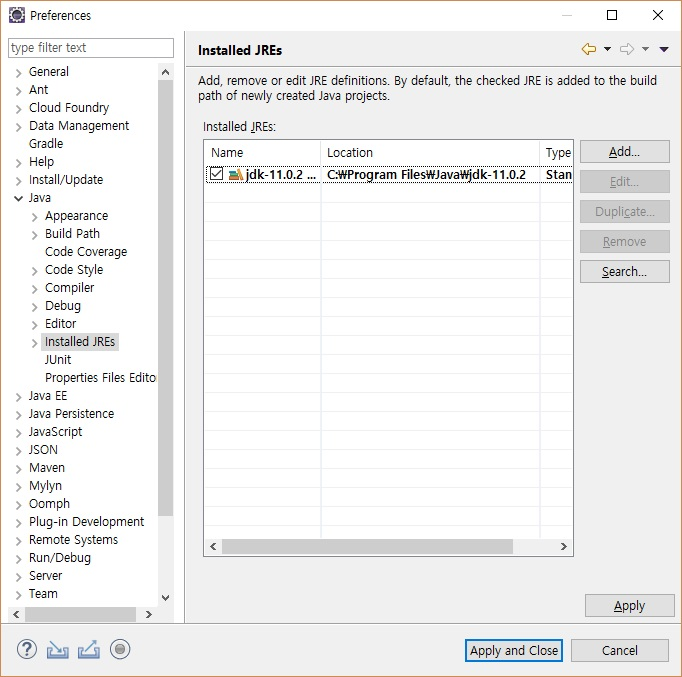 Preferences
type filter text
General
Ant
Cloud Foundry
Data Management
Gradle
Help
Install/Update
Java
Appearance
Build Path
Code Coverage
Code Style
Compiler
Debug
Editor
Installed JREs
JUnit
Properties Files Edito
Java EE
Java Persistence
JavaScript
JSON
Maven
Mylyn
Oomph
Plug-in Development
Remote Systems
Run/Debug
Server
Team
Installed JREs
Add, remove or edit JRE definitions. By default, the checked JRE is added to the build
path of newly created Java projects.
Installed JREs:
Name Location Type
jdk-11.0.2 ... C:₩Program Files₩Java₩jdk-11.0.2 Stan
Add...
Edit...
Duplicate...
Remove
Search...
Apply
?
Apply and Close Cancel